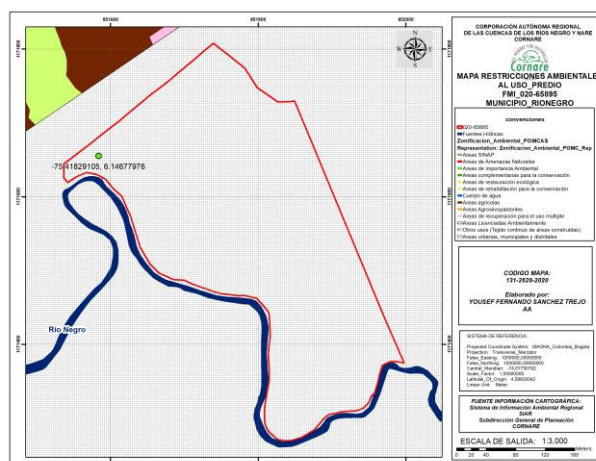 CORPORACIÓN AUTÓNOMA REGIONAL
DE LAS CUENCAS DE LOS RÍOS NEGRO Y NARE
CORNARE
Cornare
MAPA RESTRICCIONES AMBIENTALES
AL USO_PREDIO
FMI_020-65895
MUNICIPIO_RIONEGRO
convenciones
020-65895
Fuentes Hídricas
Zonificacion_Ambiental_POMCAS
Representation: Zonificacion_Ambiental_POMC_Rep
Areas SINAP
Areas de Amenazas Naturales
Areas de importancia Ambiental
Areas complementarias para la conservación
Areas de restauración ecológica
Areas de rehabilitación para la conservación
Cuerpo de agua
Areas agrícolas
Areas Agrosilvopastoriles
Areas de recuperación para el uso múltiple
Areas Licenciadas Ambientalmente
Otros usos (Tejido continuo de áreas construidas)
Areas urbanas, municipales y distritales
CODIGO MAPA:
131-2626-2020
Elaborado por:
YOUSEF FERNANDO SANCHEZ TREJO
AA
SISTEMA DE REFERENCIA:
Projected Coordinate System: MAGNA_Colombia_Bogota
Projection: Transverse_Mercator
False_Easting: 1000000,00000000
False_Northing: 1000000,00000000
Central_Meridian: -74,07750792
Scale_Factor: 1,00000000
Latitude_Of_Origin: 4,59620042
Linear Unit: Meter
FUENTE INFORMACIÓN CARTOGRÁFICA:
Sistema de Información Ambiental Regional
SIAR
Subdirección General de Planeación
CORNARE
ESCALA DE SALIDA: 1:3,000
0 20 40 80 120 160
Meters
N
W E
S
-75,41829105, 6.14677976
Río Negro